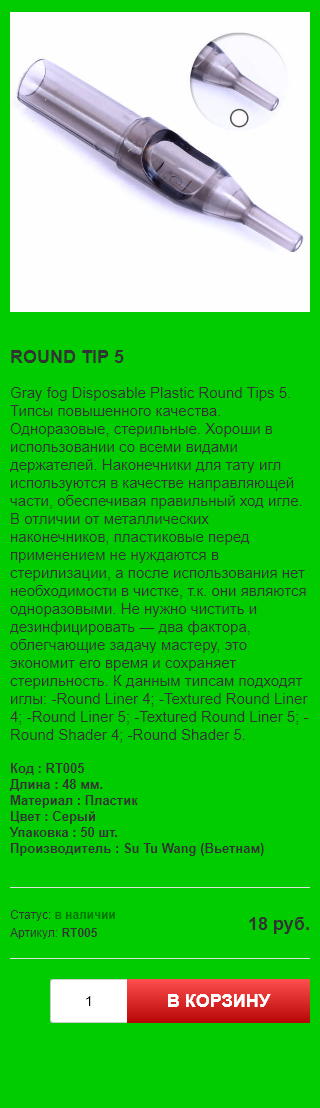 ROUND TIP 5
Gray fog Disposable Plastic Round Tips 5.
Типсы повышенного качества.
Одноразовые, стерильные. Хороши в
использовании со всеми видами
держателей. Наконечники для тату игл
используются в качестве направляющей
части, обеспечивая правильный ход игле.
В отличии от металлических
наконечников, пластиковые перед
применением не нуждаются в
стерилизации, а после использования нет
необходимости в чистке, т.к. они являются
одноразовыми. Не нужно чистить и
дезинфицировать — два фактора,
облегчающие задачу мастеру, это
экономит его время и сохраняет
стерильность. К данным типсам подходят
иглы: -Round Liner 4; -Textured Round Liner
4; -Round Liner 5; -Textured Round Liner 5; -
Round Shader 4; -Round Shader 5.
Код : RT005
Длина : 48 мм.
Материал : Пластик
Цвет : Серый
Упаковка : 50 шт.
Производитель : Su Tu Wang (Вьетнам)
Статус: в наличии
Артикул: RT005
18 руб.
1
В КОРЗИНУ